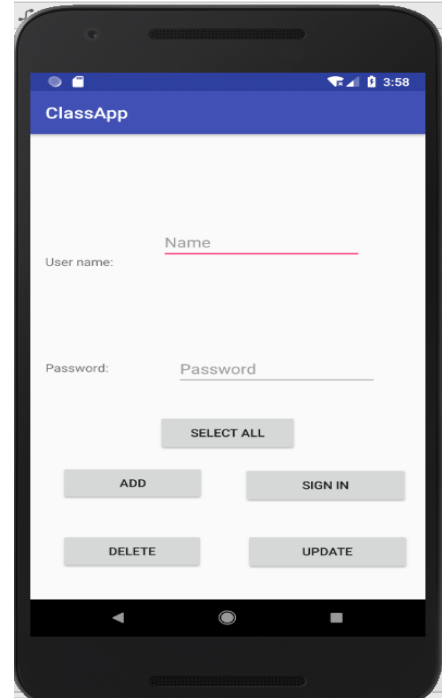 3:58
ClassApp
Name
User name:
Password:
Password
SELECT ALL
ADD
SIGN IN
DELETE
UPDATE